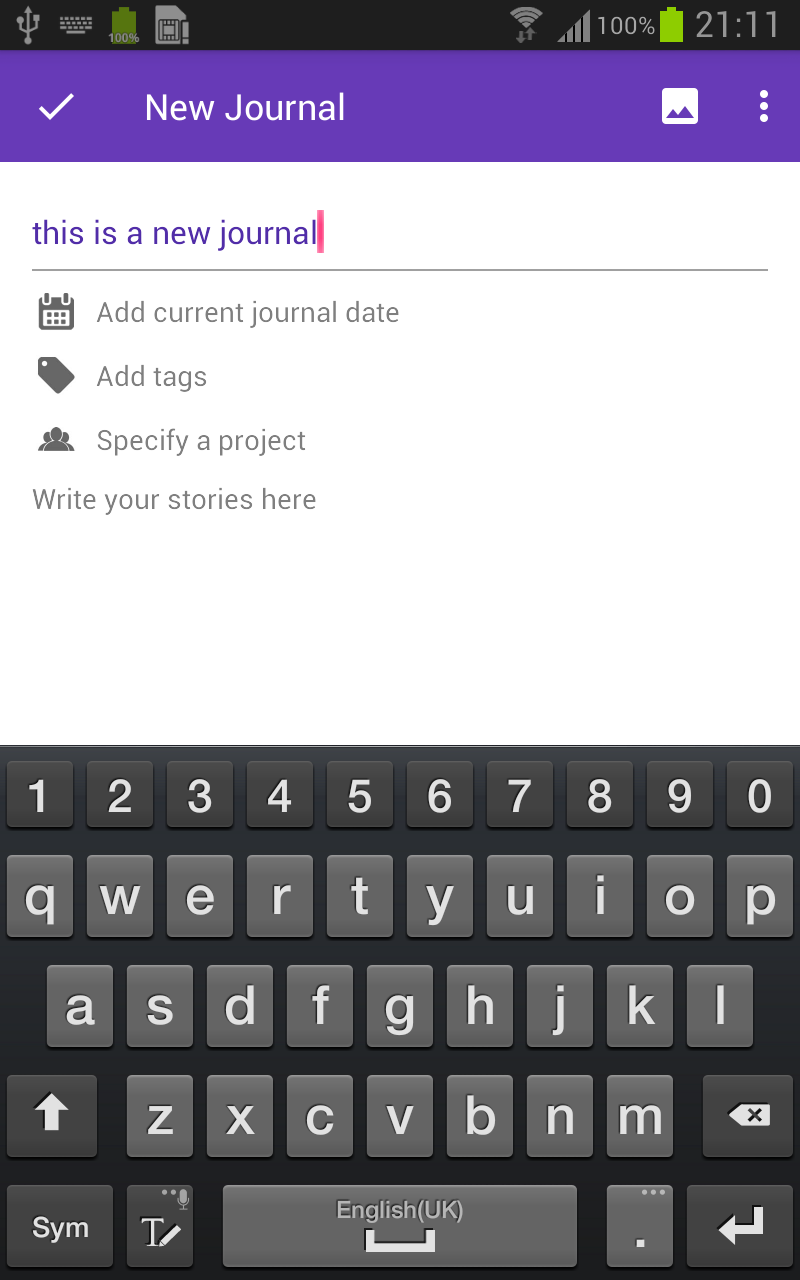 100% 100% 21:11
New Journal
this is a new journal
Add current journal date
Add tags
Specify a project
Write your stories here
1 2 3 4 5 6 7 8 9 0
q w e r t y u i o p
a s d f g h j k l
z x c v b n m
Sym T English(UK) .